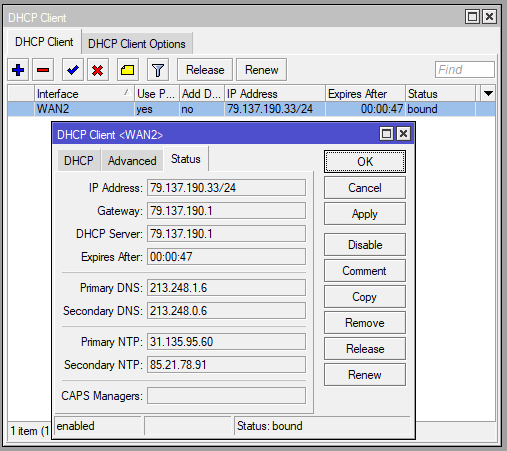 DHCP Client
DHCP Client DHCP Client Options
Release Renew Find
Interface Use P... Add D... IP Address Expires After Status
WAN2 yes no 79.137.190.33/24 00:00:47 bound
DHCP Client <WAN2>
DHCP Advanced Status
IP Address: 79.137.190.33/24
Gateway: 79.137.190.1
DHCP Server: 79.137.190.1
Expires After: 00:00:47
Primary DNS: 213.248.1.6
Secondary DNS: 213.248.0.6
Primary NTP: 31.135.95.60
Secondary NTP: 85.21.78.91
CAPS Managers:
OK
Cancel
Apply
Disable
Comment
Copy
Remove
Release
Renew
enabled Status: bound
1 item (1